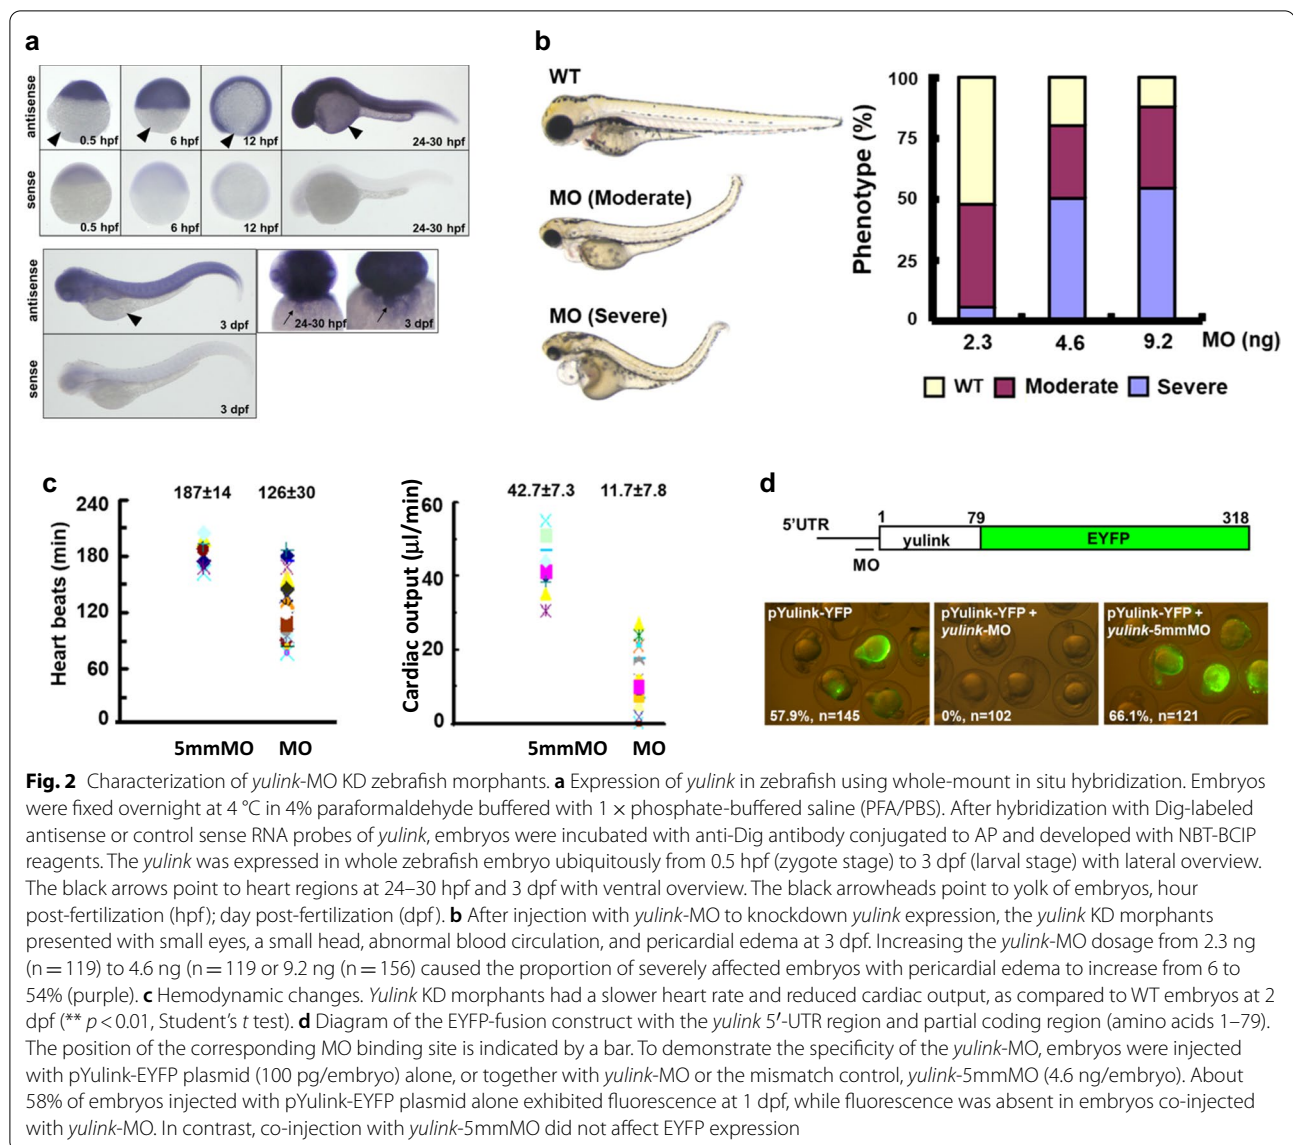 a
antisense
0.5 hpf
6 hpf
12 hpf
24-30 hpf
sense
0.5 hpf
6 hpf
12 hpf
24-30 hpf
antisense
3 dpf
24-30 hpf
3 dpf
sense
3 dpf
b
WT
MO (Moderate)
MO (Severe)
Phenotype (%)
100
75
50
25
0
2.3 4.6 9.2 MO (ng)
WT Moderate Severe
c
187±14 126±30
Heart beats (min)
240
180
120
60
0
5mmMO MO
42.7±7.3 11.7±7.8
Cardiac output (µl/min)
60
40
20
0
5mmMO MO
d
1 79 318
5'UTR
yulink EYFP
MO
pYulink-YFP
57.9%, n=145
pYulink-YFP +
yulink-MO
0%, n=102
pYulink-YFP +
yulink-5mmMO
66.1%, n=121
Fig. 2 Characterization of yulink-MO KD zebrafish morphants. a Expression of yulink in zebrafish using whole-mount in situ hybridization. Embryos
were fixed overnight at 4 °C in 4% paraformaldehyde buffered with 1 × phosphate-buffered saline (PFA/PBS). After hybridization with Dig-labeled
antisense or control sense RNA probes of yulink, embryos were incubated with anti-Dig antibody conjugated to AP and developed with NBT-BCIP
reagents. The yulink was expressed in whole zebrafish embryo ubiquitously from 0.5 hpf (zygote stage) to 3 dpf (larval stage) with lateral overview.
The black arrows point to heart regions at 24–30 hpf and 3 dpf with ventral overview. The black arrowheads point to yolk of embryos, hour
post-fertilization (hpf); day post-fertilization (dpf). b After injection with yulink-MO to knockdown yulink expression, the yulink KD morphants
presented with small eyes, a small head, abnormal blood circulation, and pericardial edema at 3 dpf. Increasing the yulink-MO dosage from 2.3 ng
(n = 119) to 4.6 ng (n = 119 or 9.2 ng (n = 156) caused the proportion of severely affected embryos with pericardial edema to increase from 6 to
54% (purple). c Hemodynamic changes. Yulink KD morphants had a slower heart rate and reduced cardiac output, as compared to WT embryos at 2
dpf (** p < 0.01, Student's t test). d Diagram of the EYFP-fusion construct with the yulink 5′-UTR region and partial coding region (amino acids 1–79).
The position of the corresponding MO binding site is indicated by a bar. To demonstrate the specificity of the yulink-MO, embryos were injected
with pYulink-EYFP plasmid (100 pg/embryo) alone, or together with yulink-MO or the mismatch control, yulink-5mmMO (4.6 ng/embryo). About
58% of embryos injected with pYulink-EYFP plasmid alone exhibited fluorescence at 1 dpf, while fluorescence was absent in embryos co-injected
with yulink-MO. In contrast, co-injection with yulink-5mmMO did not affect EYFP expression